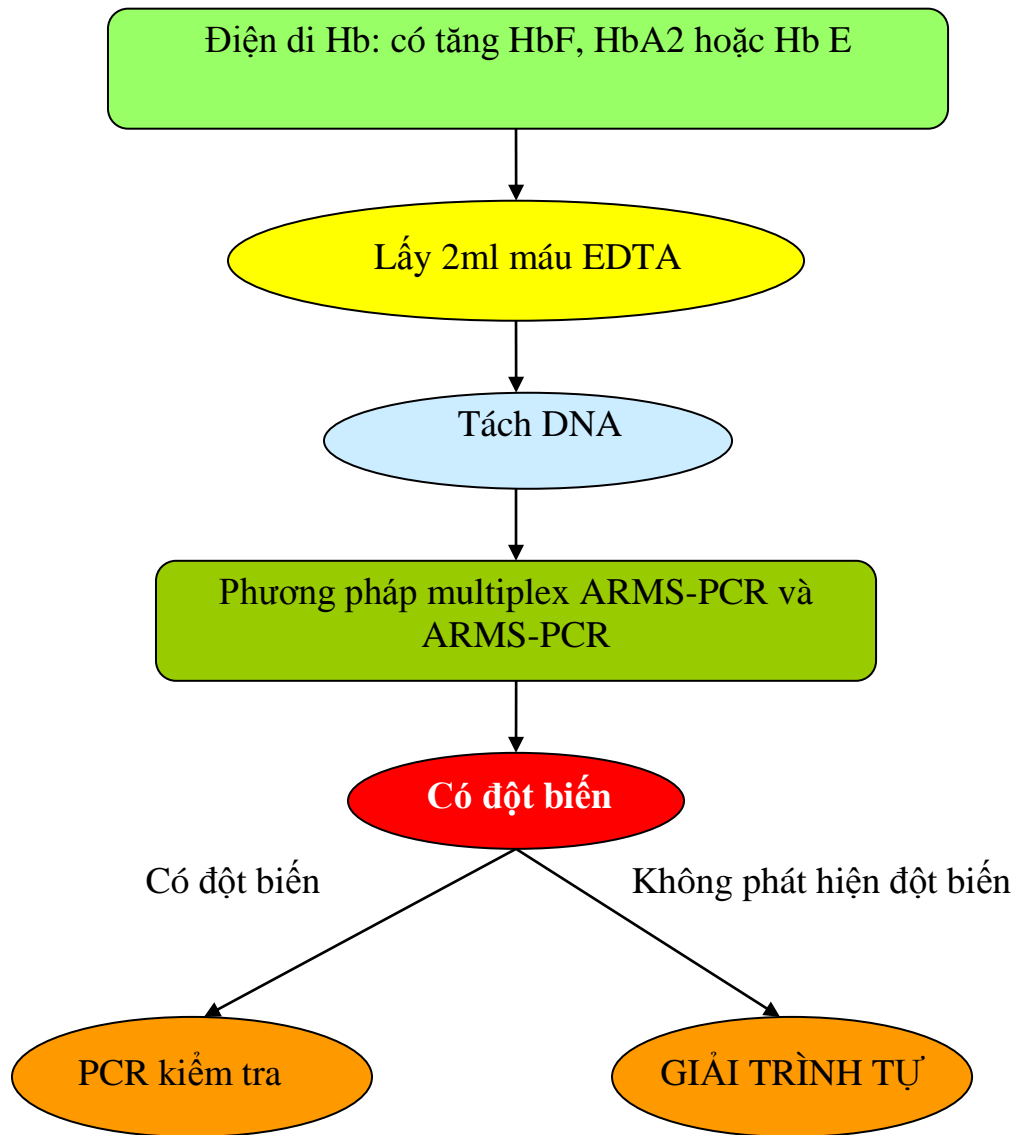 Điện di Hb: có tăng HbF, HbA2 hoặc Hb E
Lấy 2ml máu EDTA
Tách DNA
Phương pháp multiplex ARMS-PCR và
ARMS-PCR
Có đột biến
Có đột biến
Không phát hiện đột biến
PCR kiểm tra
GIẢI TRÌNH TỰ